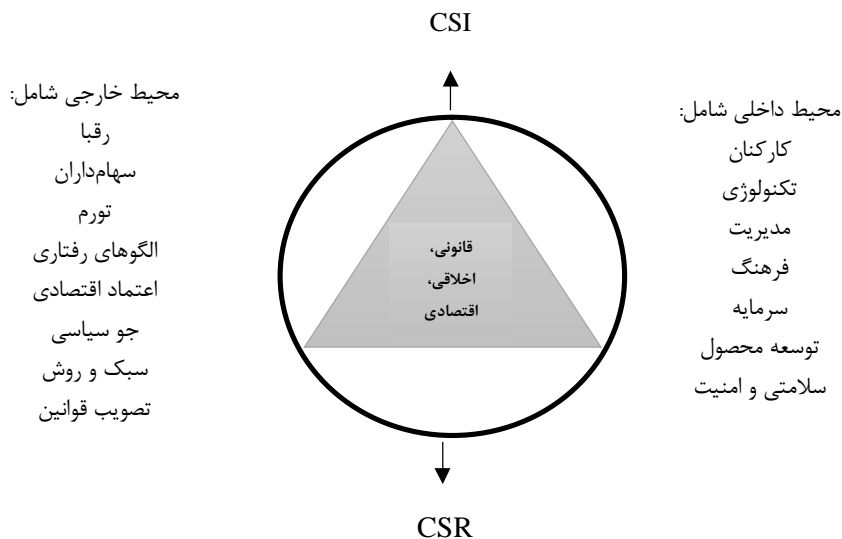 CSI
محیط داخلی شامل:
کارکنان
تکنولوژی
مدیریت
فرهنگ
سرمایه
توسعه محصول
سلامتی و امنیت
قانونی،
اخلاقی،
اقتصادی
محیط خارجی شامل:
رقبا
سهام‌داران
تورم
الگوهای رفتاری
اعتماد اقتصادی
جو سیاسی
سبک و روش
تصویب قوانین
CSR